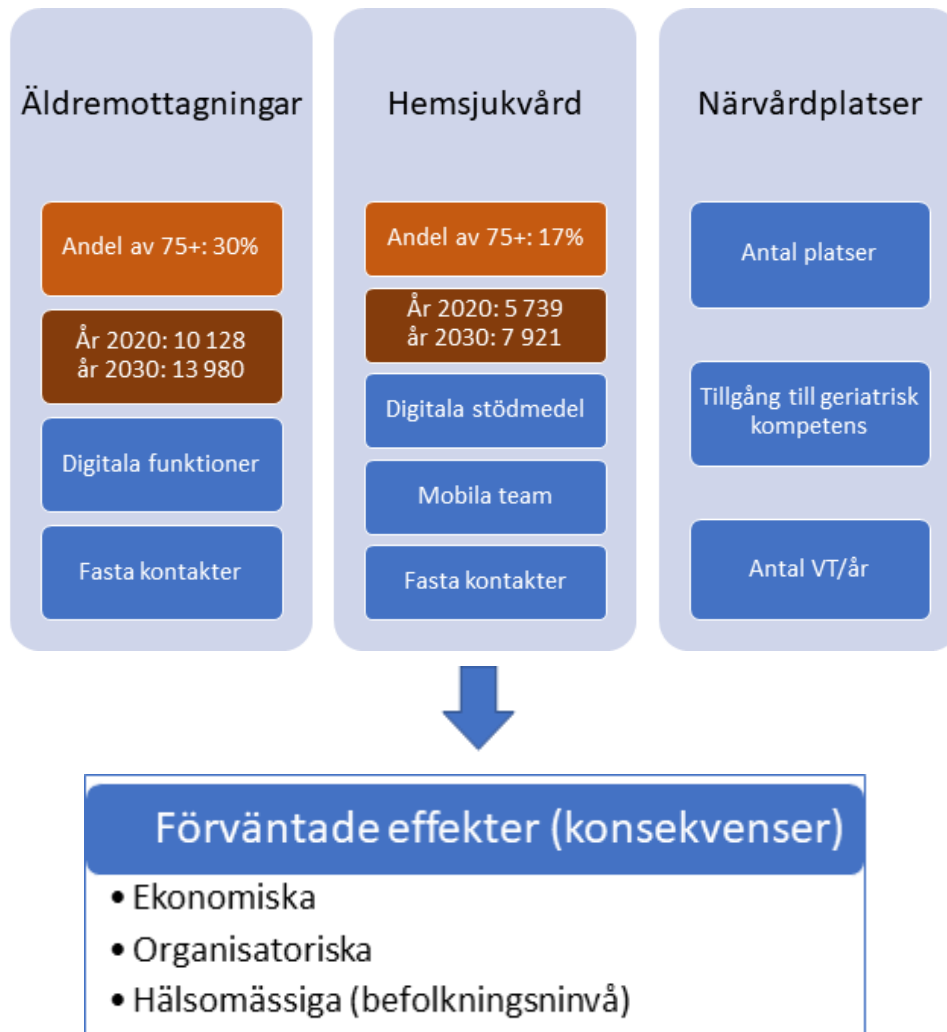 Äldremottagningar
Andel av 75+: 30%
År 2020: 10 128
år 2030: 13 980
Digitala funktioner
Fasta kontakter
Hemsjukvård
Andel av 75+: 17%
År 2020: 5 739
år 2030: 7 921
Digitala stödmedel
Mobila team
Fasta kontakter
Närvårdplatser
Antal platser
Tillgång till geriatrisk
kompetens
Antal VT/år
Förväntade effekter (konsekvenser)
• Ekonomiska
• Organisatoriska
• Hälsomässiga (befolkningsninvå)